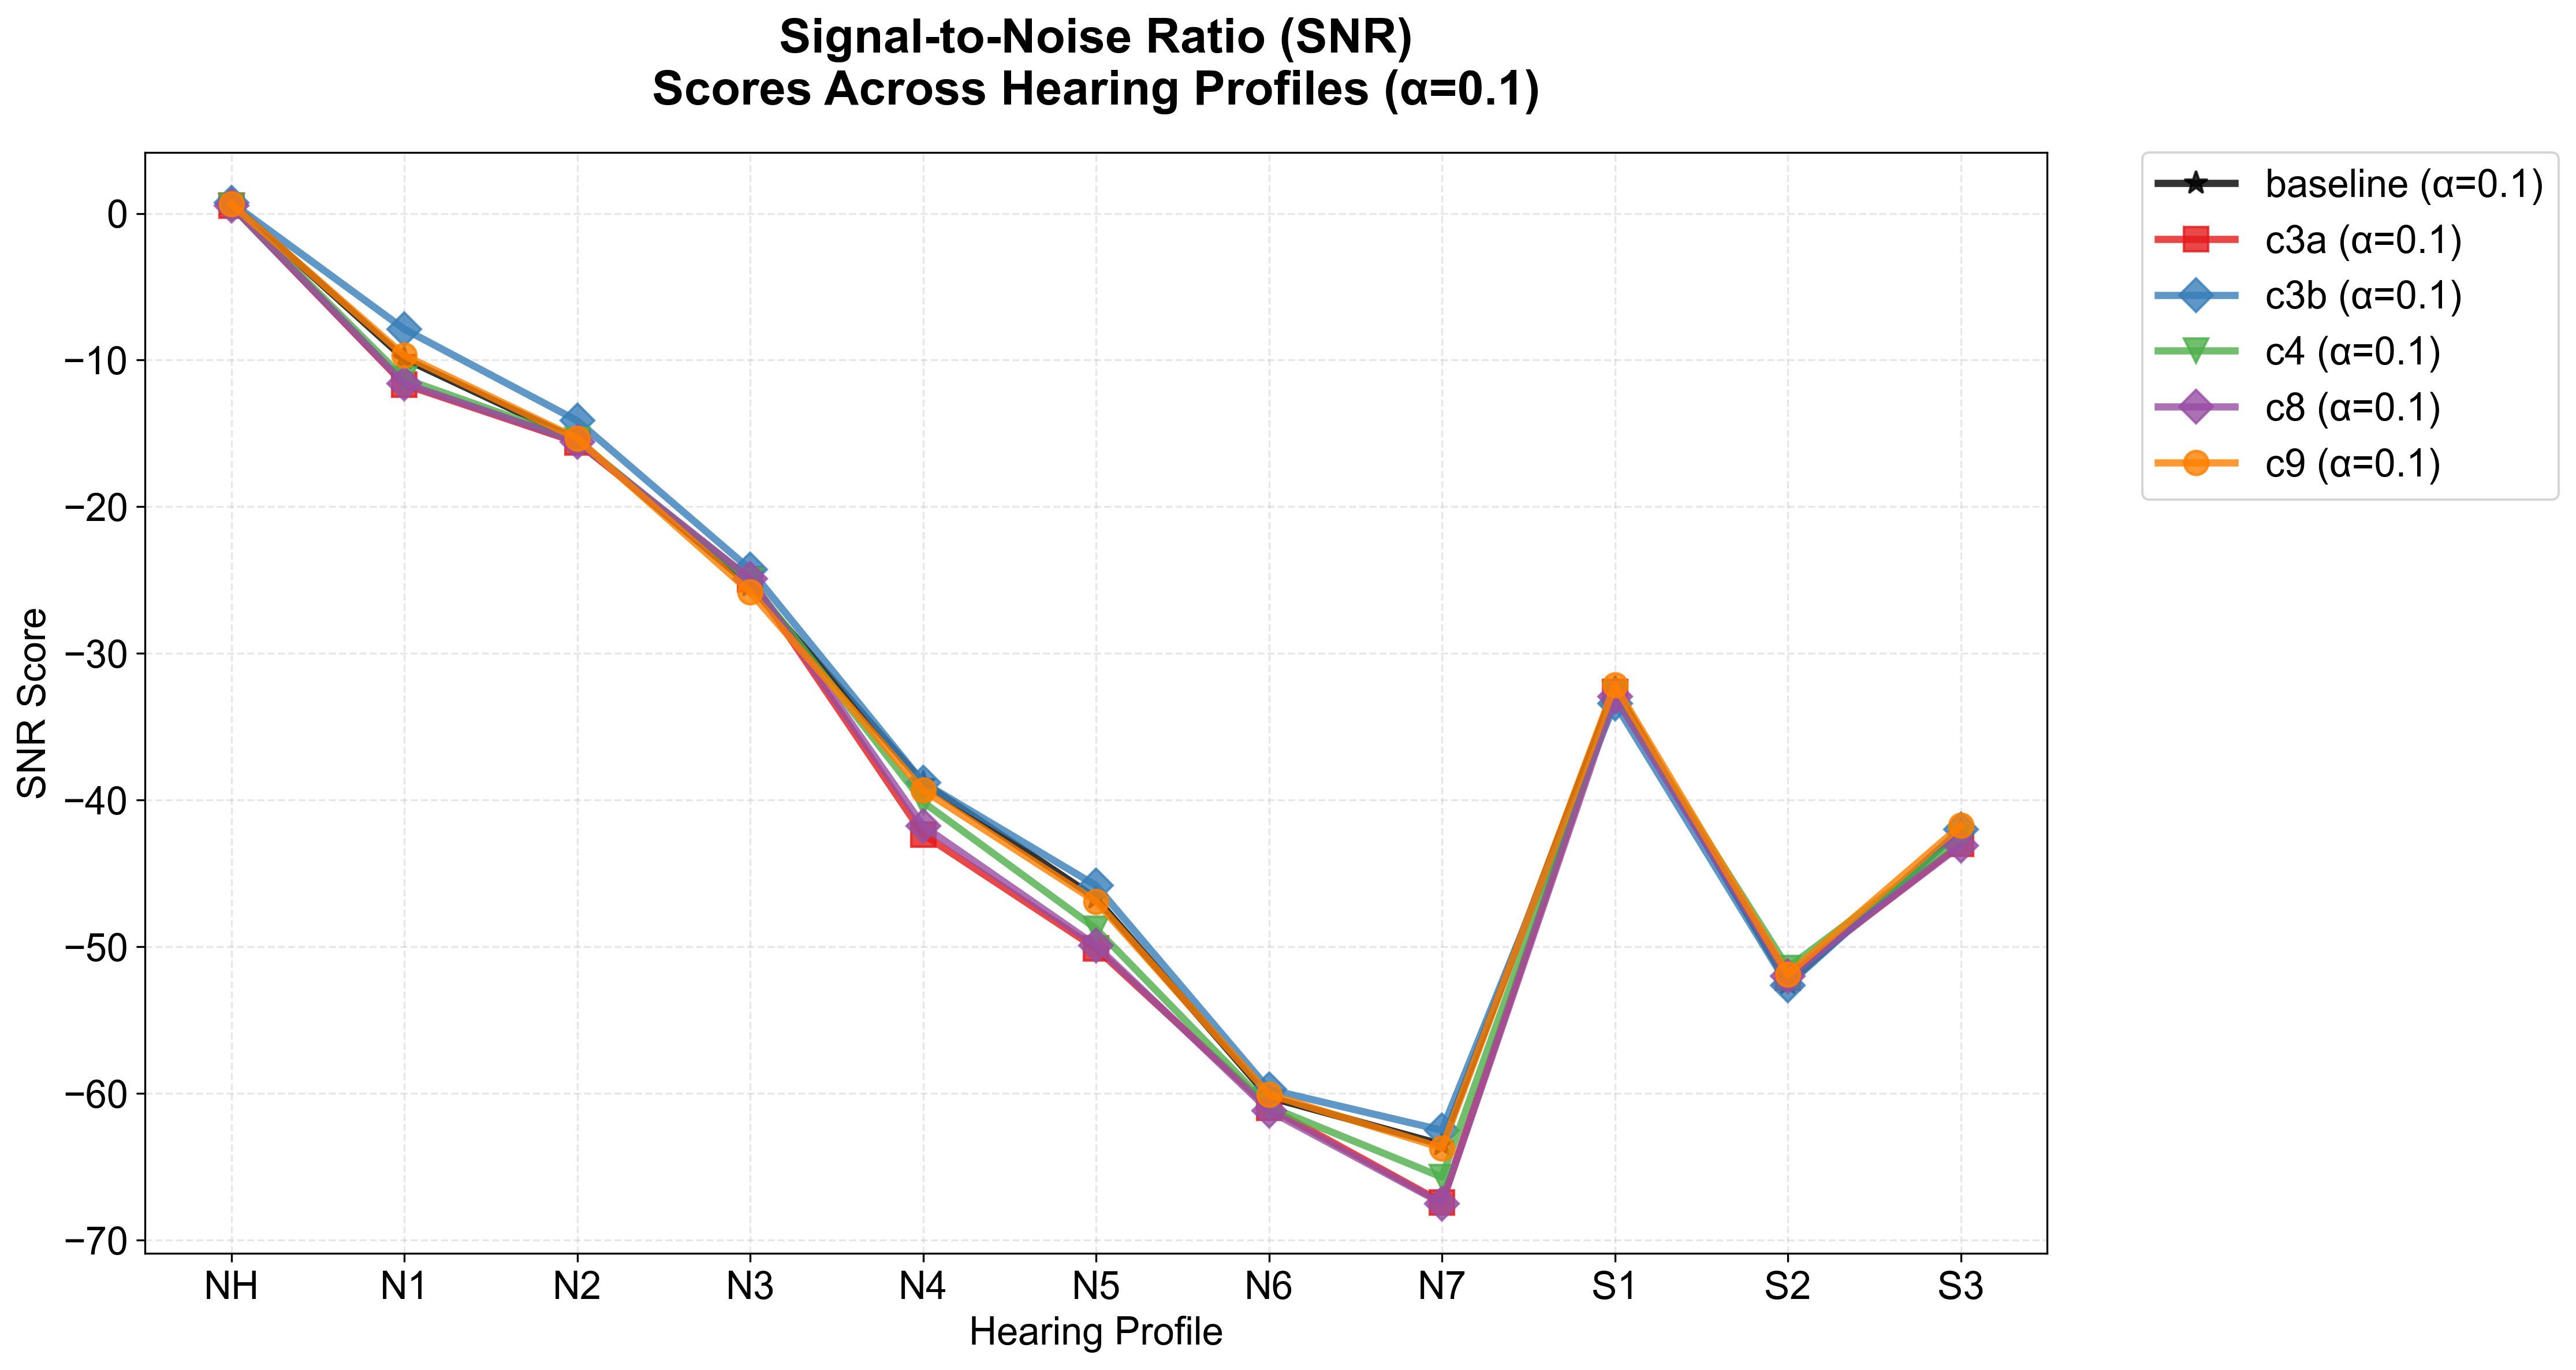 Signal-to-Noise Ratio (SNR)
Scores Across Hearing Profiles (α=0.1)
baseline (α=0.1)
c3a (α=0.1)
c3b (α=0.1)
c4 (α=0.1)
c8 (α=0.1)
c9 (α=0.1)
SNR Score
0
−10
−20
−30
−40
−50
−60
−70
NH N1 N2 N3 N4 N5 N6 N7 S1 S2 S3
Hearing Profile